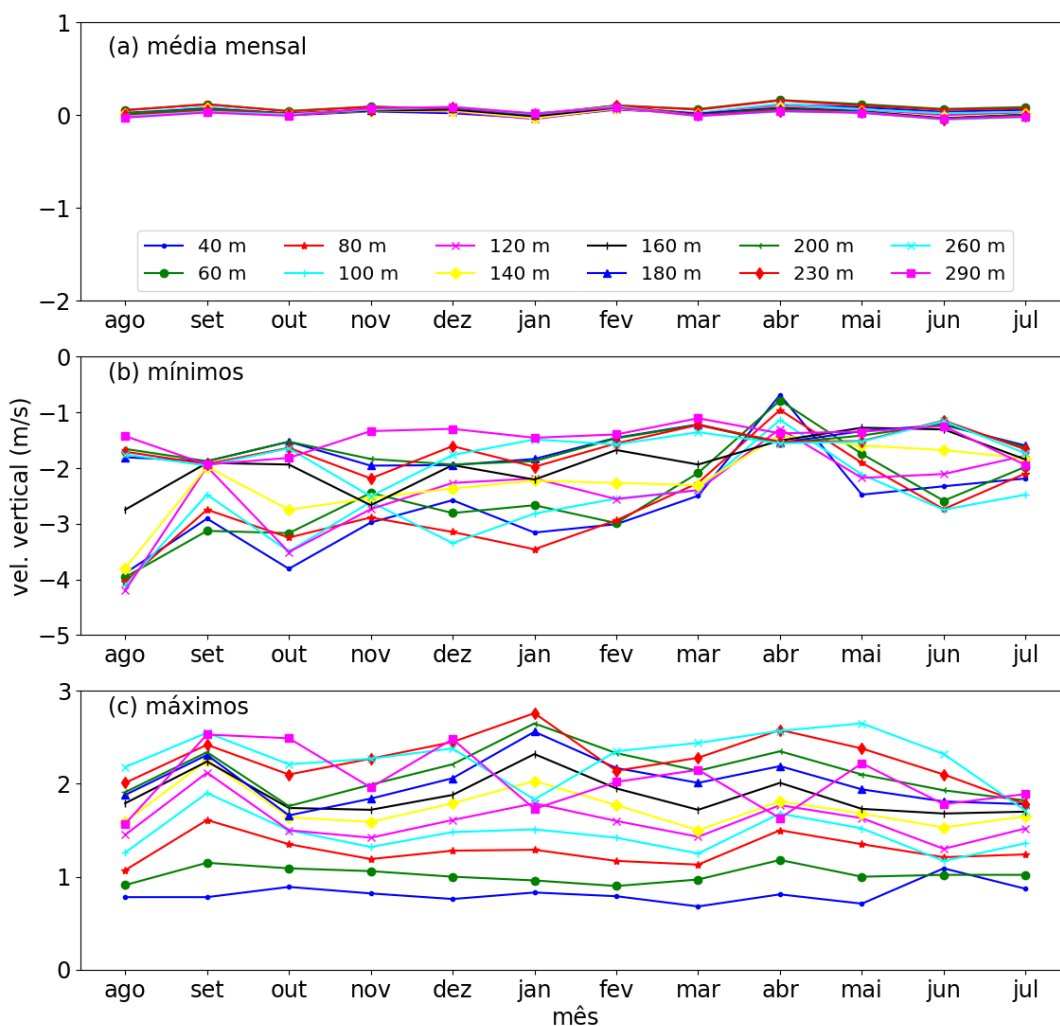 1
(a) média mensal
0
−1
40 m 80 m 120 m 160 m 200 m 260 m
60 m 100 m 140 m 180 m 230 m 290 m
−2
ago set out nov dez jan fev mar abr mai jun jul
0
(b) mínimos
−1
−2
−3
−4
−5
vel. vertical (m/s)
ago set out nov dez jan fev mar abr mai jun jul
3
(c) máximos
2
1
0
ago set out nov dez jan fev mar abr mai jun jul
mês